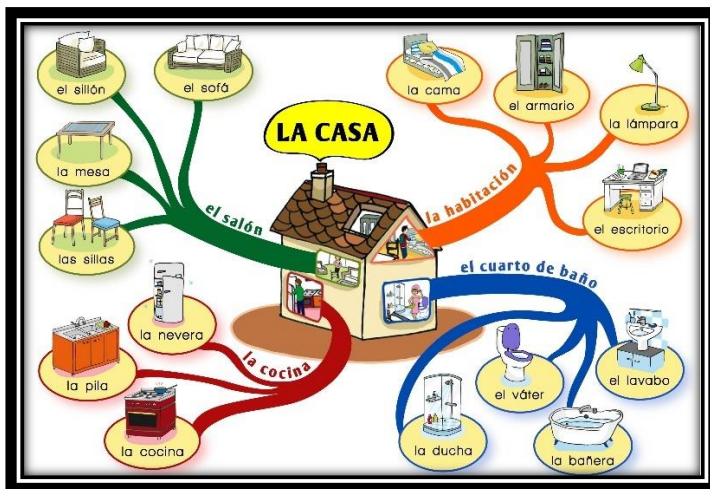 LA CASA
el salón
el sillón
el sofá
la mesa
las sillas
la habitación
la cama
el armario
la lámpara
el escritorio
la cocina
la nevera
la pila
la cocina
el cuarto de baño
la ducha
el váter
la bañera
el lavabo